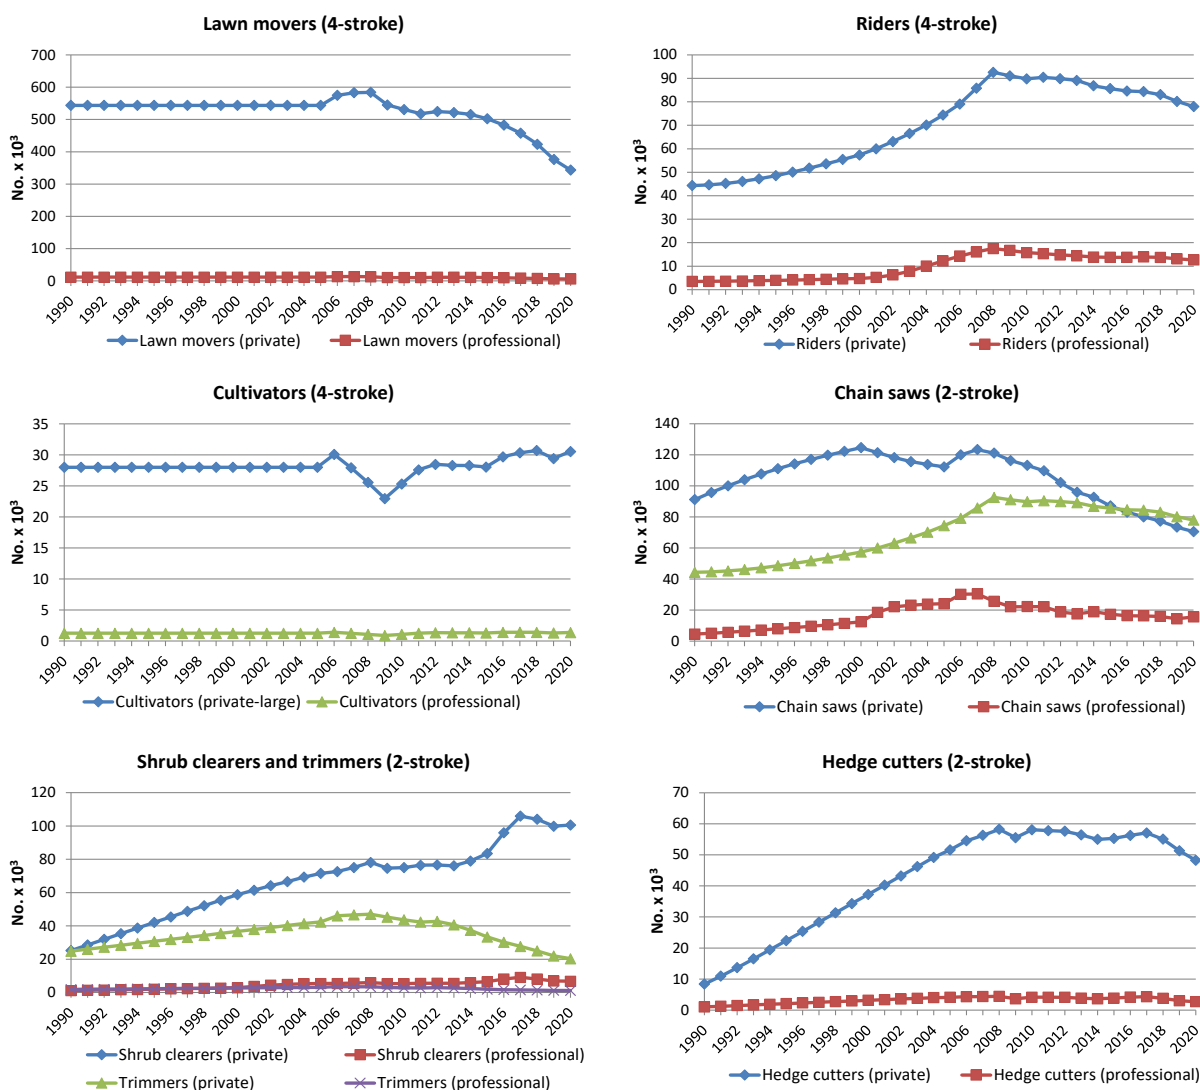 Lawn movers (4-stroke)
No. x 10³
700
600
500
400
300
200
100
0
1990 1992 1994 1996 1998 2000 2002 2004 2006 2008 2010 2012 2014 2016 2018 2020
Lawn movers (private) Lawn movers (professional)
Riders (4-stroke)
No. x 10³
100
90
80
70
60
50
40
30
20
10
0
1990 1992 1994 1996 1998 2000 2002 2004 2006 2008 2010 2012 2014 2016 2018 2020
Riders (private) Riders (professional)
Cultivators (4-stroke)
No. x 10³
35
30
25
20
15
10
5
0
1990 1992 1994 1996 1998 2000 2002 2004 2006 2008 2010 2012 2014 2016 2018 2020
Cultivators (private-large) Cultivators (professional)
Chain saws (2-stroke)
No. x 10³
140
120
100
80
60
40
20
0
1990 1992 1994 1996 1998 2000 2002 2004 2006 2008 2010 2012 2014 2016 2018 2020
Chain saws (private) Chain saws (professional)
Shrub clearers and trimmers (2-stroke)
No. x 10³
120
100
80
60
40
20
0
1990 1992 1994 1996 1998 2000 2002 2004 2006 2008 2010 2012 2014 2016 2018 2020
Shrub clearers (private) Shrub clearers (professional)
Trimmers (private) Trimmers (professional)
Hedge cutters (2-stroke)
No. x 10³
70
60
50
40
30
20
10
0
1990 1992 1994 1996 1998 2000 2002 2004 2006 2008 2010 2012 2014 2016 2018 2020
Hedge cutters (private) Hedge cutters (professional)